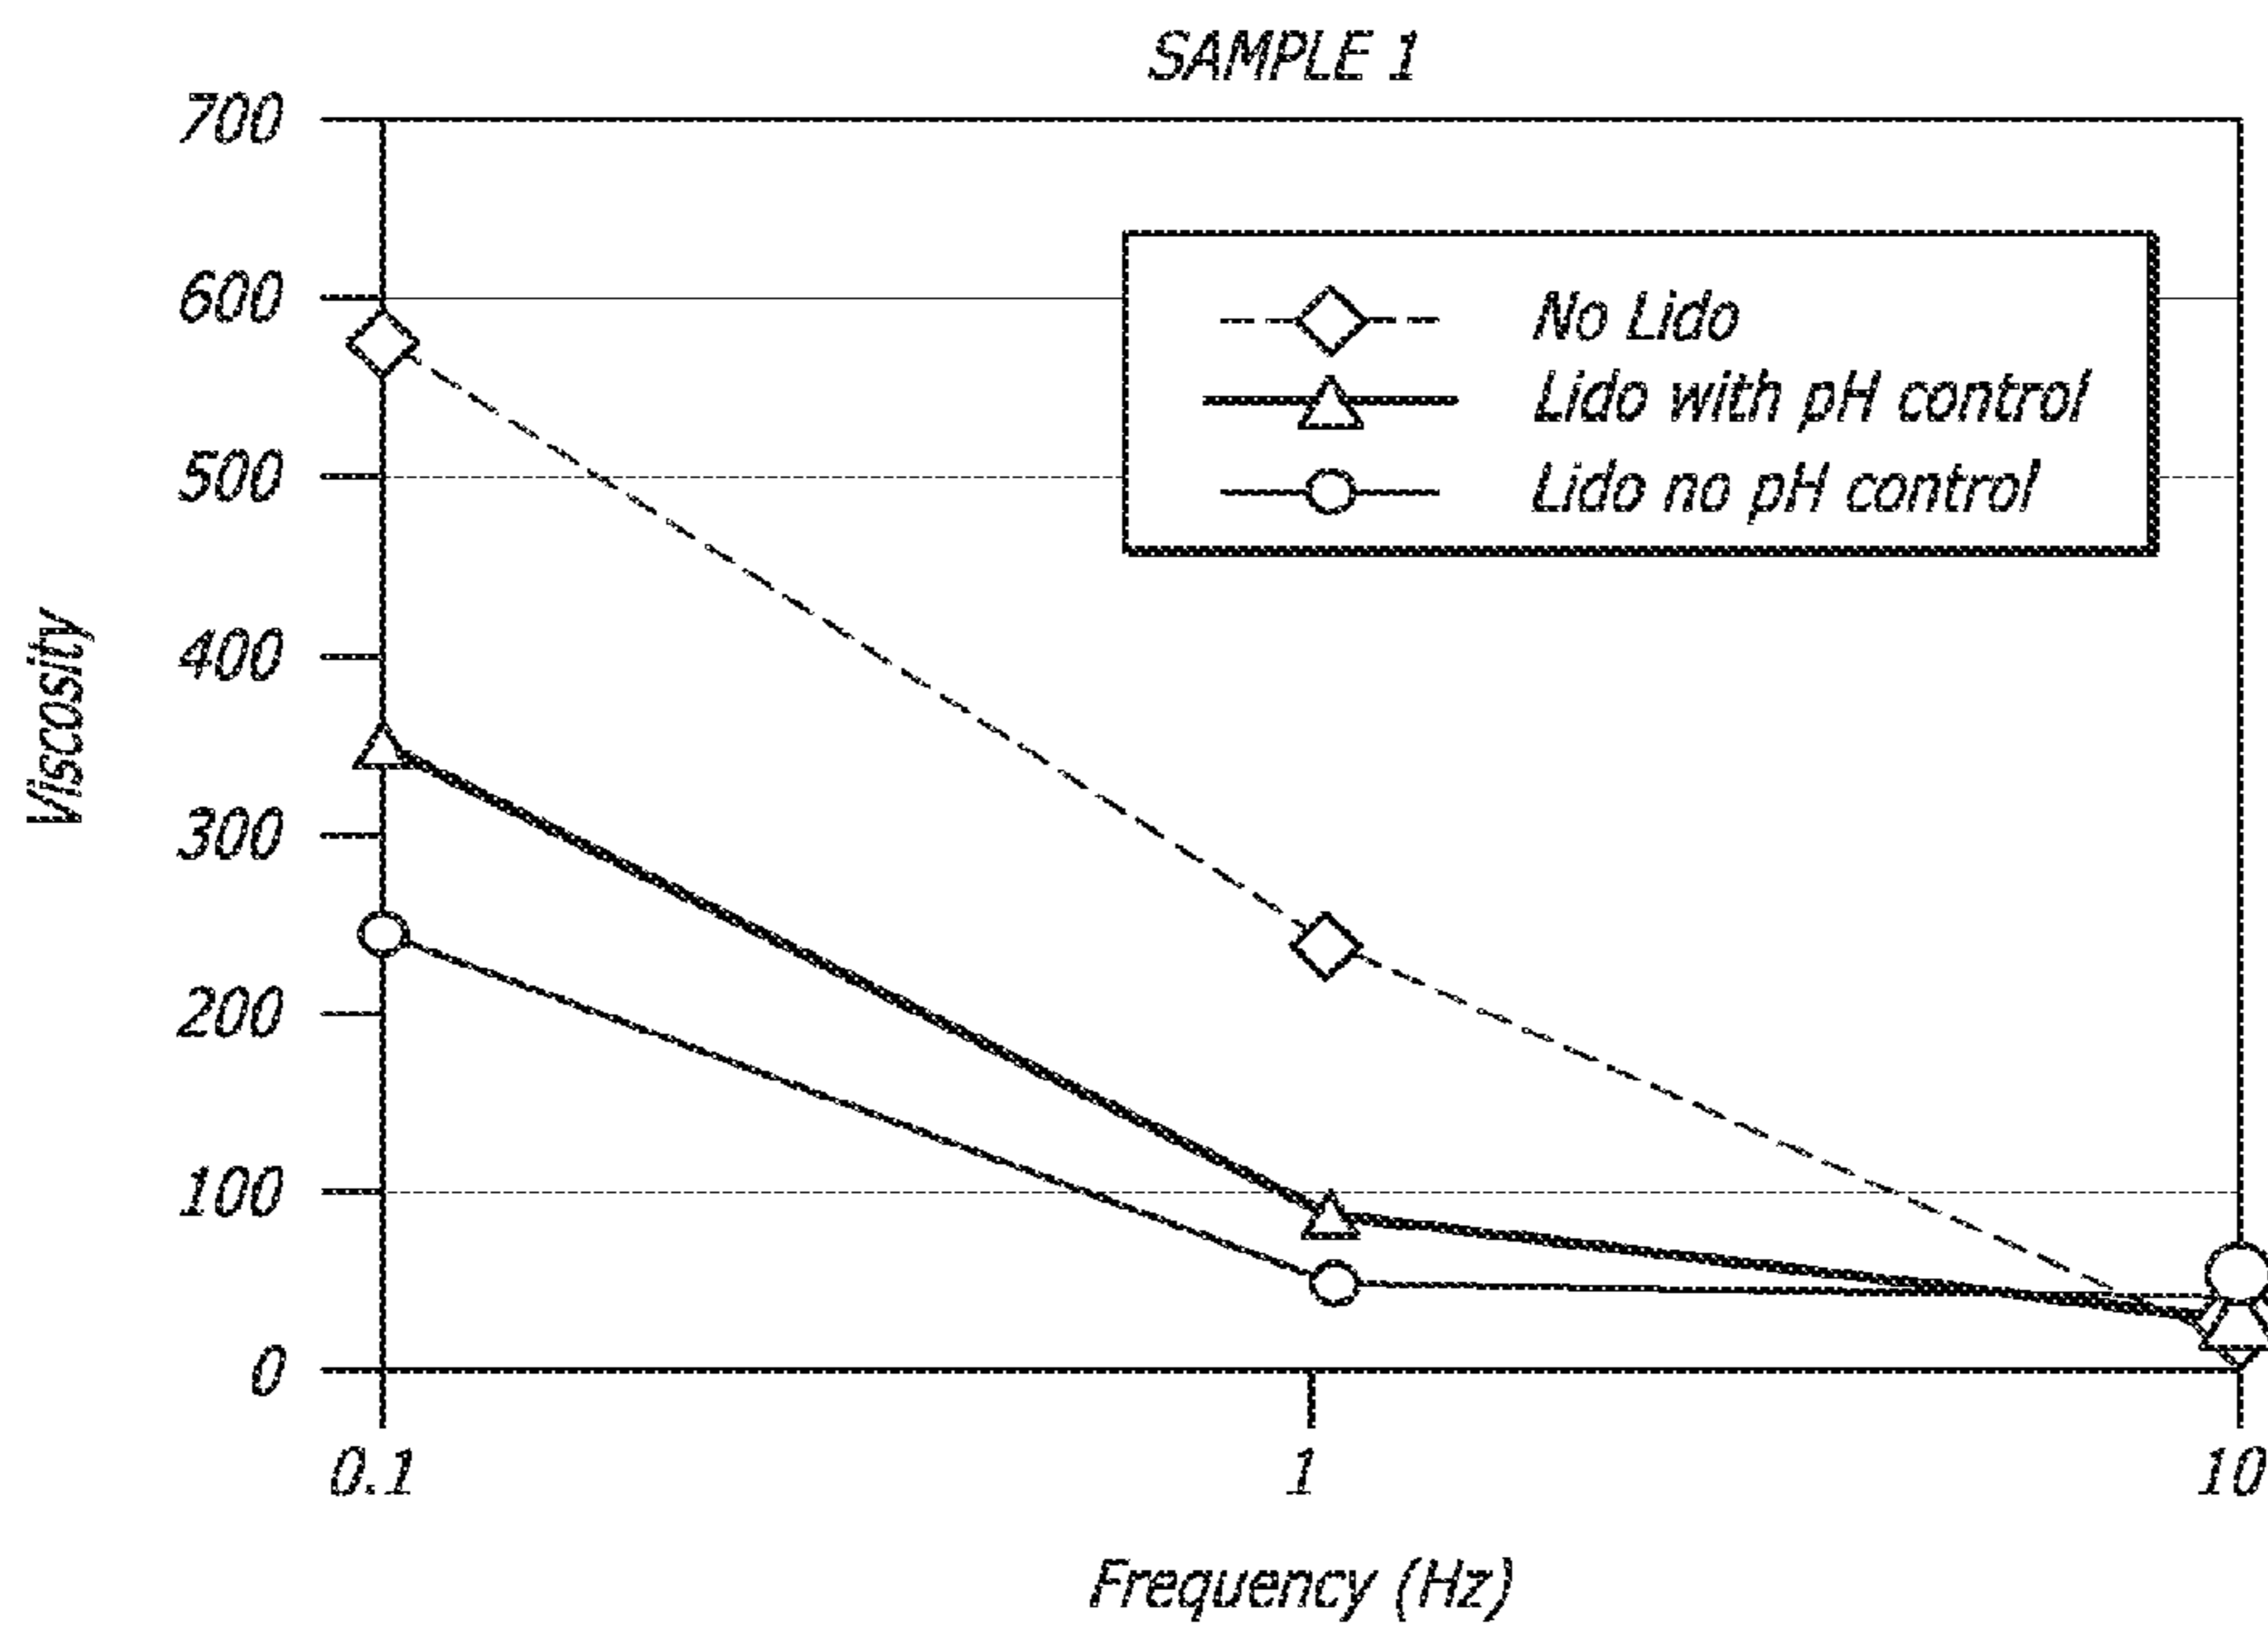 SAMPLE 1
700
600
500
400
300
200
100
0
Viscosity
No Lido
Lido with pH control
Lido no pH control
0.1
1
10
Frequency (Hz)